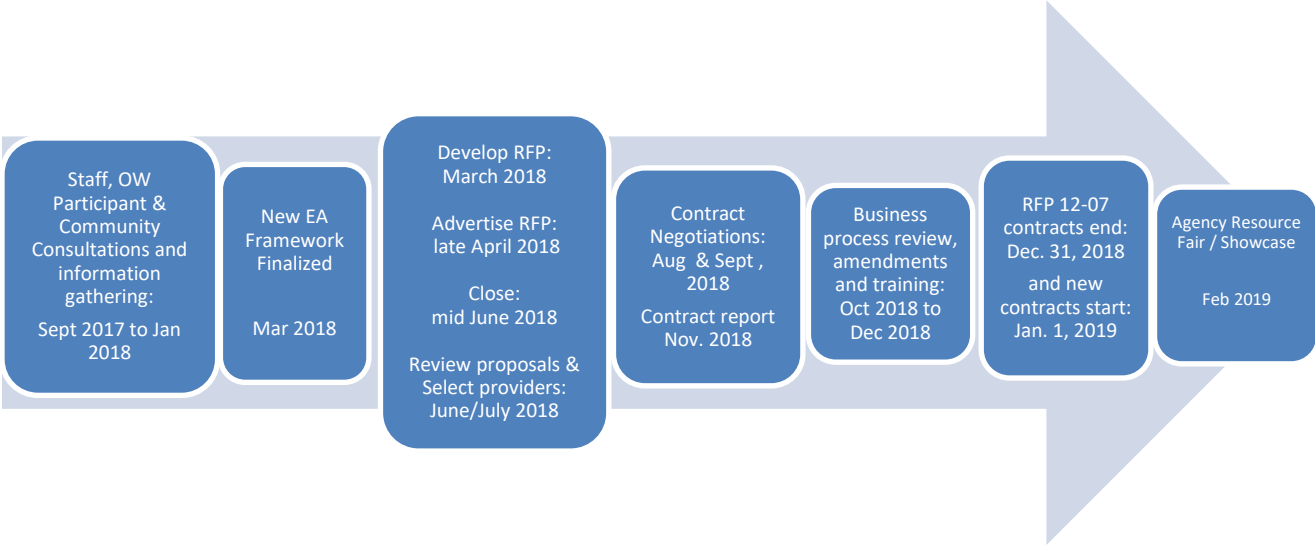 Staff, OW
Participant &
Community
Consultations and
information
gathering:
Sept 2017 to Jan
2018
New EA
Framework
Finalized
Mar 2018
Develop RFP:
March 2018
Advertise RFP:
late April 2018
Close:
mid June 2018
Review proposals &
Select providers:
June/July 2018
Contract
Negotiations:
Aug  & Sept ,
2018
Contract report
Nov. 2018
Business
process review,
amendments
and training:
Oct 2018 to
Dec 2018
RFP 12-07
contracts end:
Dec. 31, 2018
and new
contracts start:
Jan. 1, 2019
Agency Resource
Fair / Showcase
Feb 2019